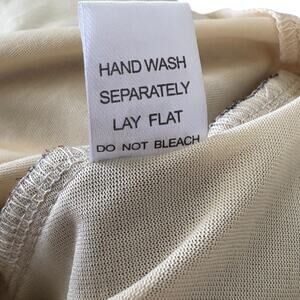 HAND WASH
SEPARATELY
LAY FLAT
DO NOT BLEACH